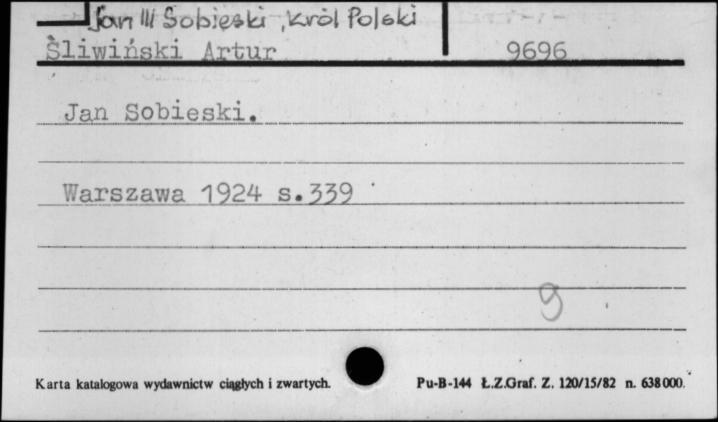 Jan III Sobieski, Król Polski
Śliwiński Artur 9696
Jan Sobieski.
Warszawa 1924 s.339
9
Karta katalogowa wydawnictw ciągłych i zwartych. Pu-B-144 Ł.Z.Graf. Z. 120/15/82 n. 638000.